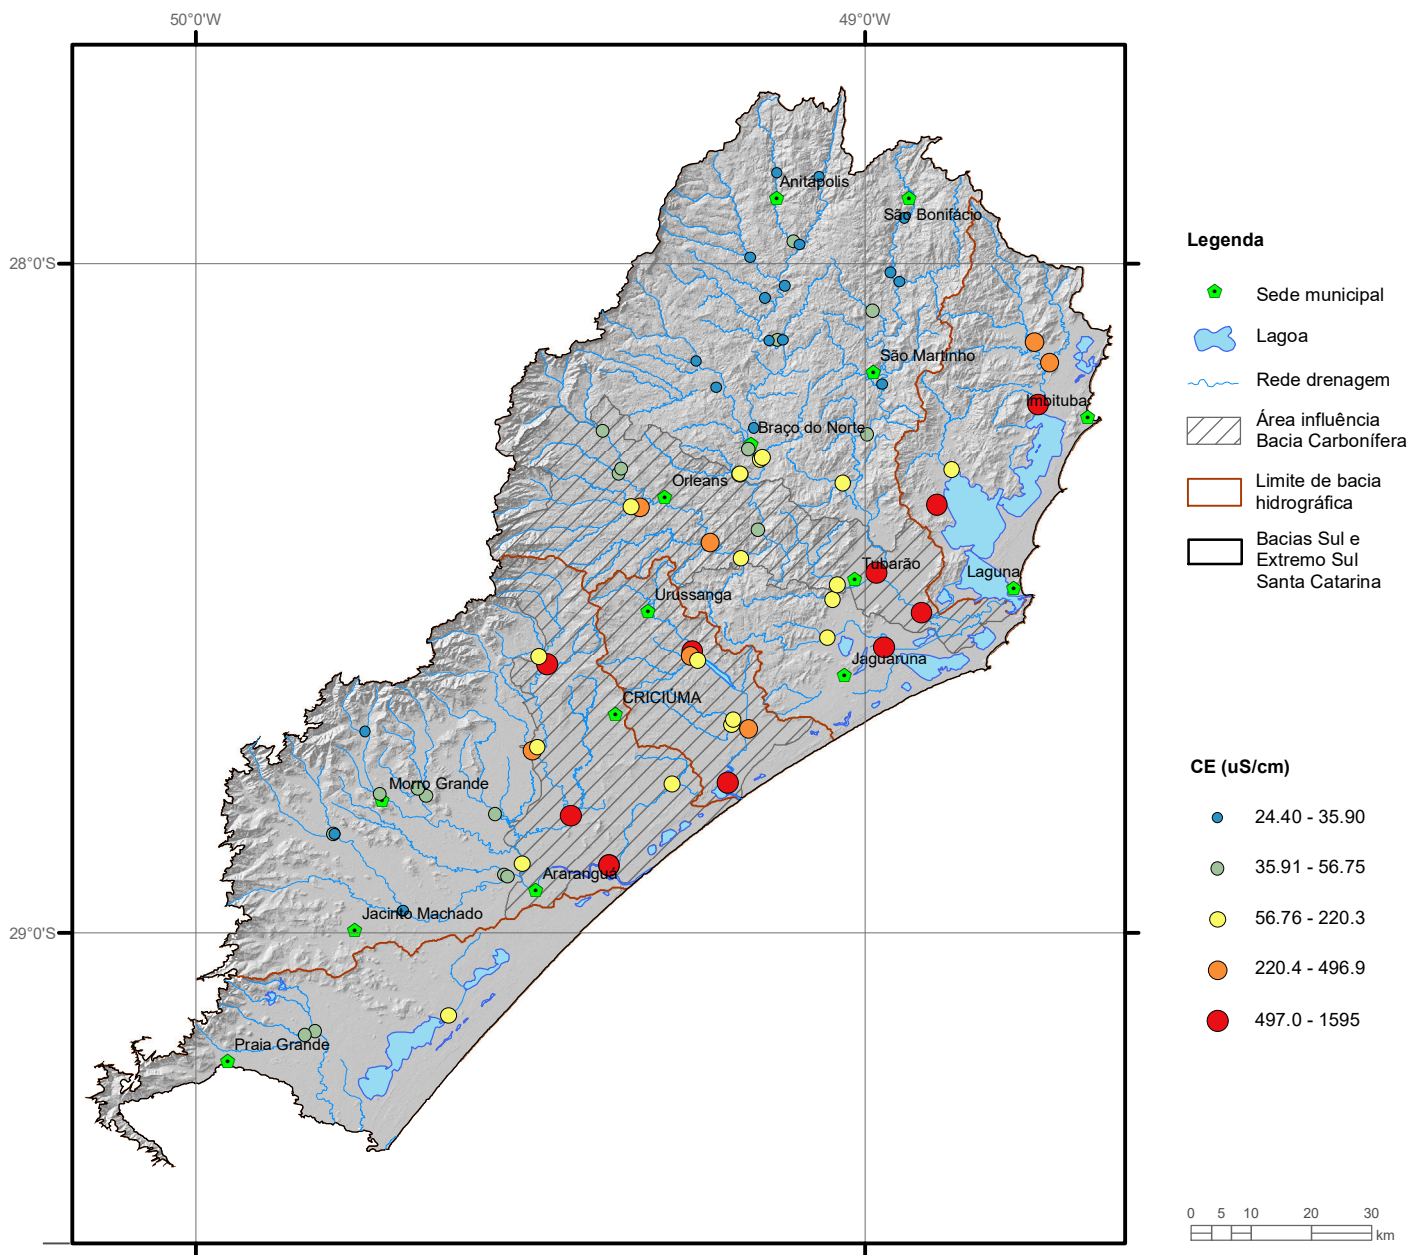 50°0'W
49°0'W
28°0'S
29°0'S
Anitápolis
São Bonifácio
São Martinho
Imbituba
Braço do Norte
Orleans
Tubarão
Laguna
Urussanga
Jaguaruna
CRICIÚMA
Morro Grande
Araranguá
Jacinto Machado
Praia Grande
Legenda
Sede municipal
Lagoa
Rede drenagem
Área influência
Bacia Carbonífera
Limite de bacia
hidrográfica
Bacias Sul e
Extremo Sul
Santa Catarina
CE (uS/cm)
24.40 - 35.90
35.91 - 56.75
56.76 - 220.3
220.4 - 496.9
497.0 - 1595
0 5 10 20 30
km